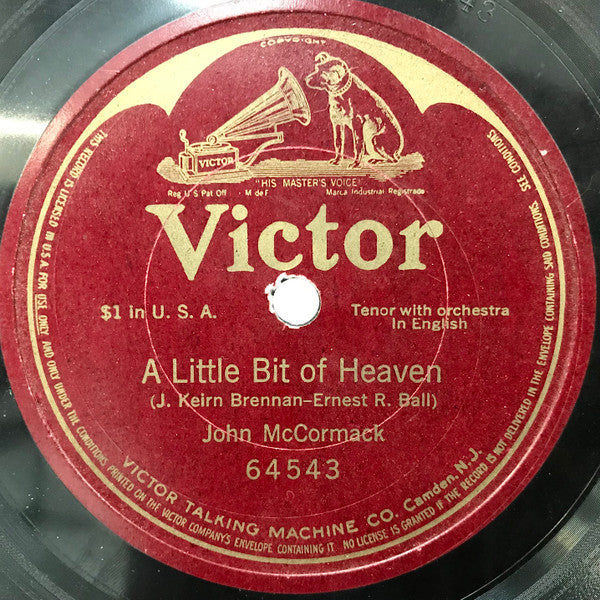 43
COPYRIGHT
VICTOR
"HIS MASTER'S VOICE"
Reg U S Pat Off M de F Marca Industrial Registrada
Victor
$1 in U. S. A.
Tenor with orchestra
In English
A Little Bit of Heaven
(J. Keirn Brennan–Ernest R. Ball)
John McCormack
64543
VICTOR TALKING MACHINE CO. Camden, N.J.
THIS RECORD IS LICENSED IN U.S.A. FOR USE ONLY AND ONLY UNDER THE CONDITIONS PRINTED ON THE VICTOR COMPANY'S ENVELOPE CONTAINING IT. NO LICENSE IS GRANTED IF THE RECORD IS NOT DELIVERED IN THE ENVELOPE CONTAINING SAID CONDITIONS. SEE CONDITIONS